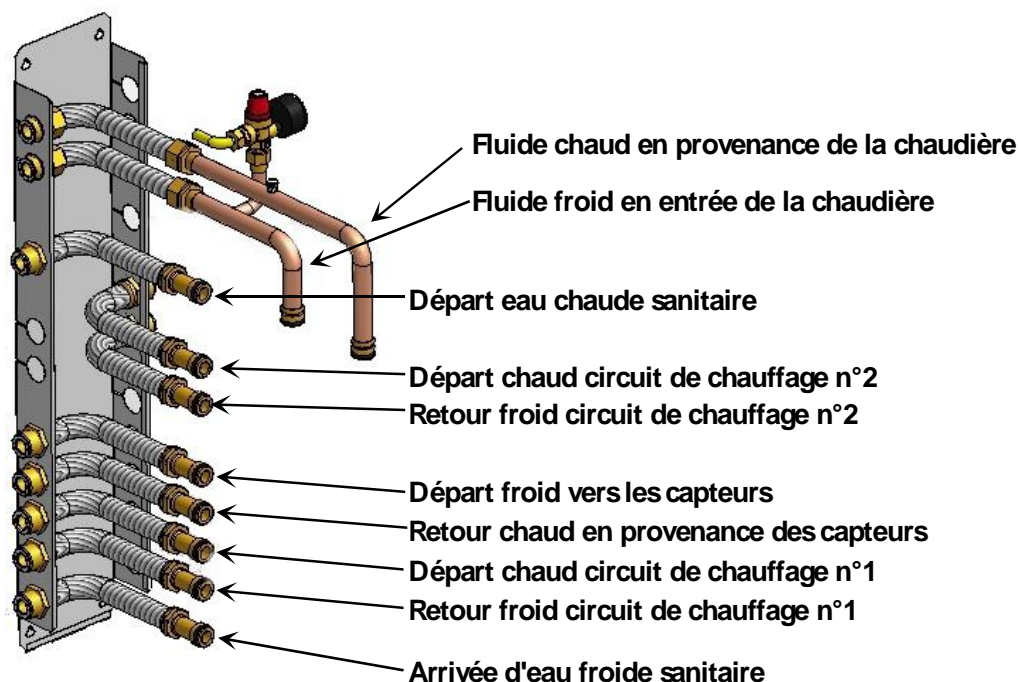 Fluide chaud en provenance de la chaudière
Fluide froid en entrée de la chaudière
Départ eau chaude sanitaire
Départ chaud circuit de chauffage n°2
Retour froid circuit de chauffage n°2
Départ froid vers les capteurs
Retour chaud en provenance des capteurs
Départ chaud circuit de chauffage n°1
Retour froid circuit de chauffage n°1
Arrivée d'eau froide sanitaire